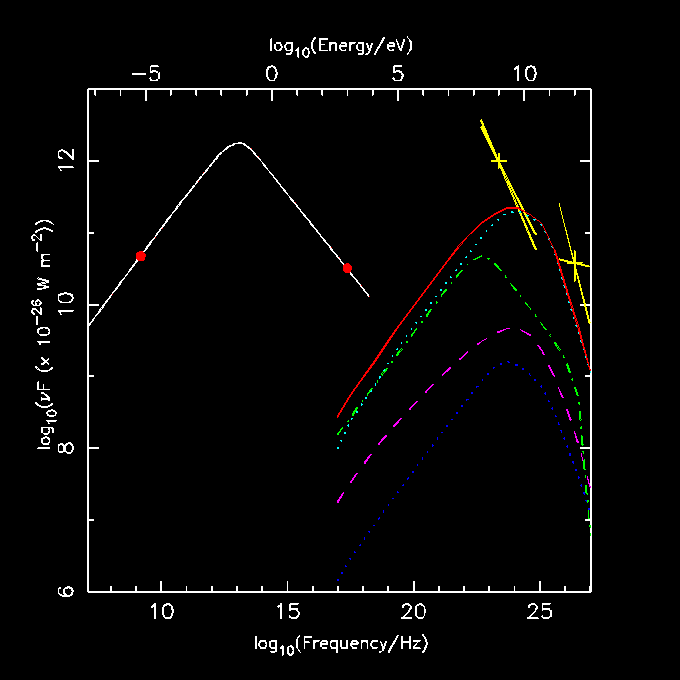 log10(Energy/eV)
−5 0 5 10
log10(νF (× 10−26 W m−2))
12
10
8
6
10 15 20 25
log10(Frequency/Hz)